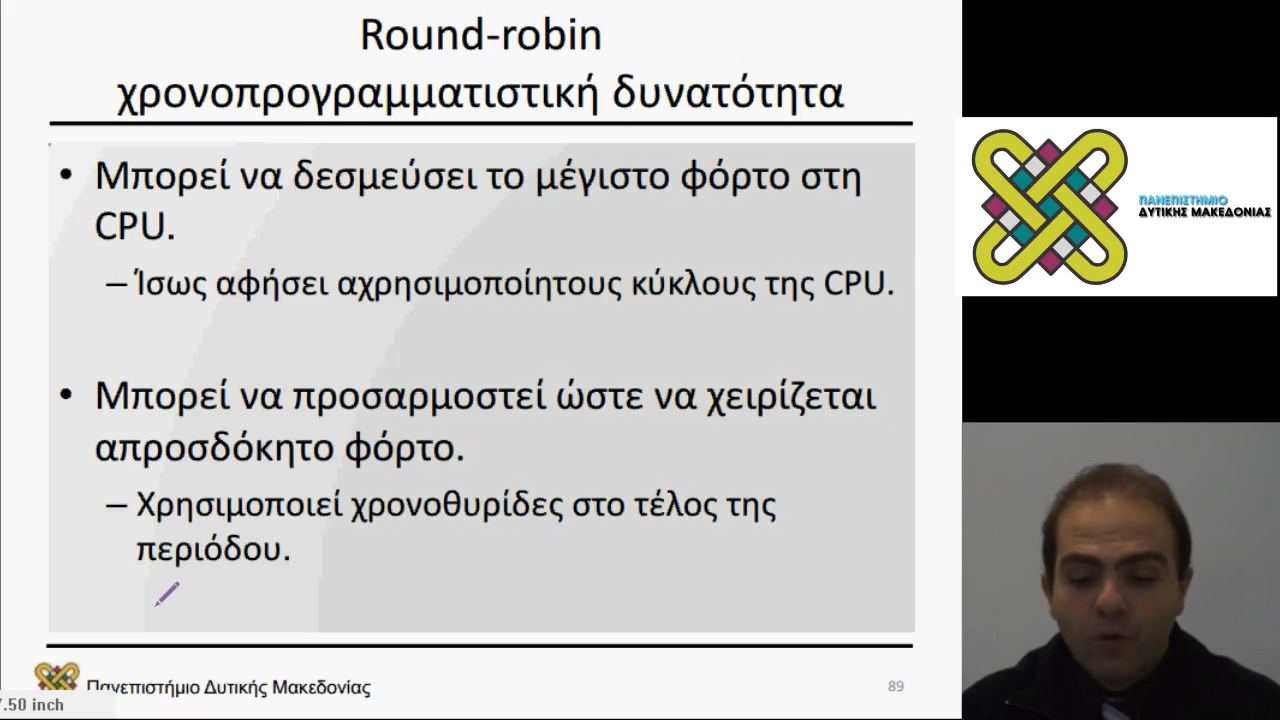 Round-robin
χρονοπρογραμματιστική δυνατότητα
• Μπορεί να δεσμεύσει το μέγιστο φόρτο στη
CPU.
– Ίσως αφήσει αχρησιμοποίητους κύκλους της CPU.
• Μπορεί να προσαρμοστεί ώστε να χειρίζεται
απροσδόκητο φόρτο.
– Χρησιμοποιεί χρονοθυρίδες στο τέλος της
περιόδου.
Πανεπιστήμιο Δυτικής Μακεδονίας
89
7.50 inch
ΠΑΝΕΠΙΣΤΗΜΙΟ
ΔΥΤΙΚΗΣ ΜΑΚΕΔΟΝΙΑΣ